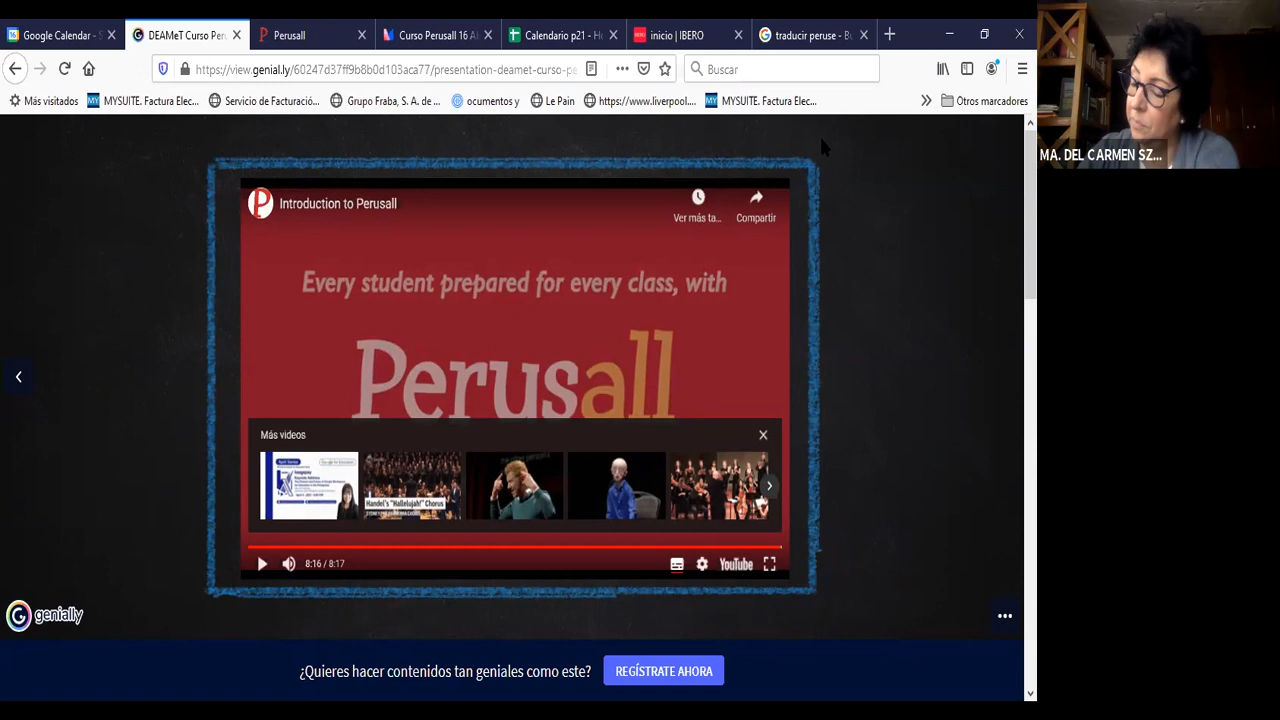 Google Calendar - S
DEAMeT Curso Peru
Perusall
Curso Perusall 16 Al
Calendario p21 - Ho
inicio | IBERO
traducir peruse - Bu
https://view.genial.ly/60247d37ff9b8b0d103aca77/presentation-deamet-curso-pe
Buscar
Más visitados
MYSUITE. Factura Elec...
Servicio de Facturació...
Grupo Fraba, S. A. de...
ocumentos y
Le Pain
https://www.liverpool....
MYSUITE. Factura Elec...
Otros marcadores
MA. DEL CARMEN SZ...
Introduction to Perusall
Ver más ta...
Compartir
Every student prepared for every class, with
Perusall
Más videos
Handel's "Hallelujah!" Chorus
8:16 / 8:17
YouTube
genially
¿Quieres hacer contenidos tan geniales como este?
REGÍSTRATE AHORA